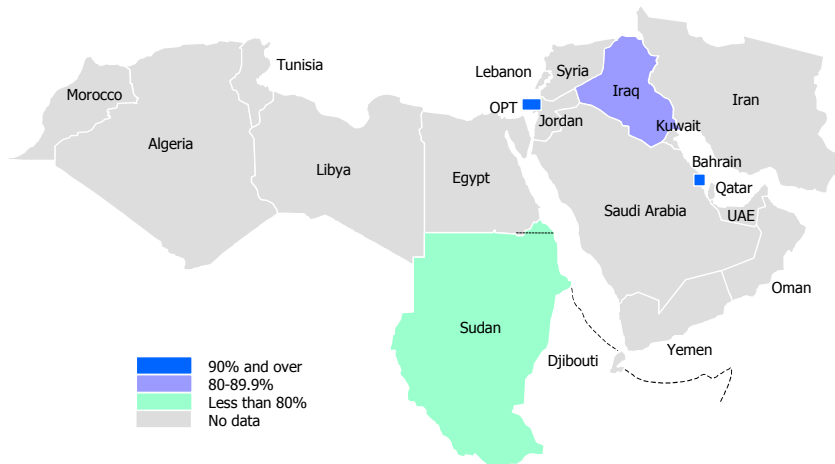 Tunisia
Lebanon
Syria
Morocco
Iraq
Iran
OPT
Jordan
Kuwait
Algeria
Libya
Egypt
Bahrain
Qatar
Saudi Arabia
UAE
Oman
Sudan
Yemen
Djibouti
90% and over
80-89.9%
Less than 80%
No data